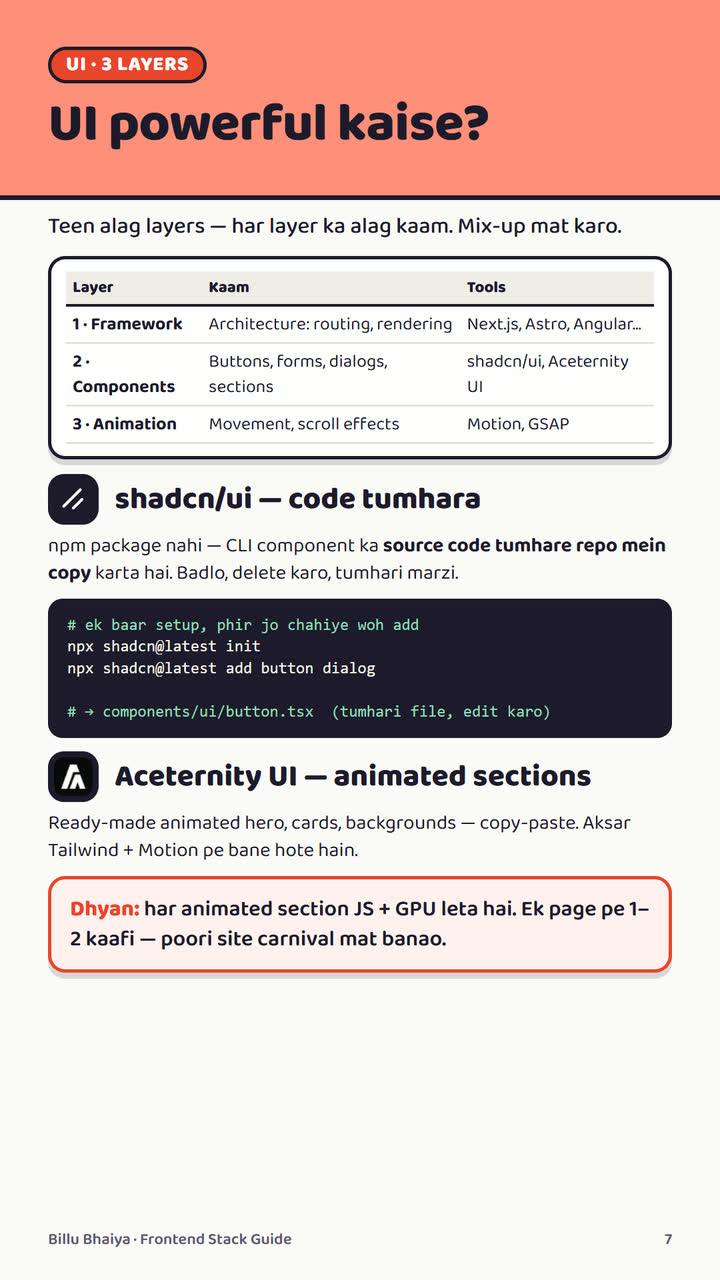 UI · 3 LAYERS
UI powerful kaise?
Teen alag layers — har layer ka alag kaam. Mix-up mat karo.
Layer Kaam Tools
1 · Framework Architecture: routing, rendering Next.js, Astro, Angular...
2 · Buttons, forms, dialogs, shadcn/ui, Aceternity
Components sections UI
3 · Animation Movement, scroll effects Motion, GSAP
shadcn/ui — code tumhara
npm package nahi — CLI component ka source code tumhare repo mein
copy karta hai. Badlo, delete karo, tumhari marzi.
# ek baar setup, phir jo chahiye woh add
npx shadcn@latest init
npx shadcn@latest add button dialog
# → components/ui/button.tsx (tumhari file, edit karo)
Aceternity UI — animated sections
Ready-made animated hero, cards, backgrounds — copy-paste. Aksar
Tailwind + Motion pe bane hote hain.
Dhyan: har animated section JS + GPU leta hai. Ek page pe 1–
2 kaafi — poori site carnival mat banao.
Billu Bhaiya · Frontend Stack Guide 7